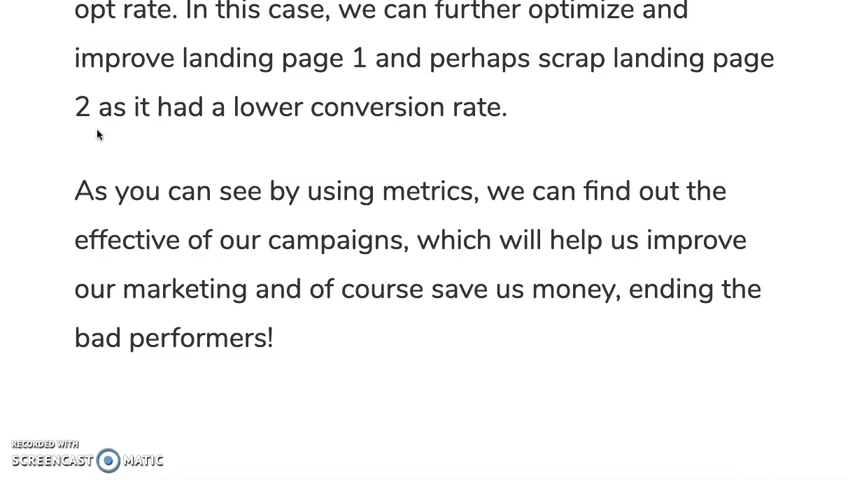 opt rate. In this case, we can further optimize and
improve landing page 1 and perhaps scrap landing page
2 as it had a lower conversion rate.
As you can see by using metrics, we can find out the
effective of our campaigns, which will help us improve
our marketing and of course save us money, ending the
bad performers!
RECORDED WITH
SCREENCAST MATIC